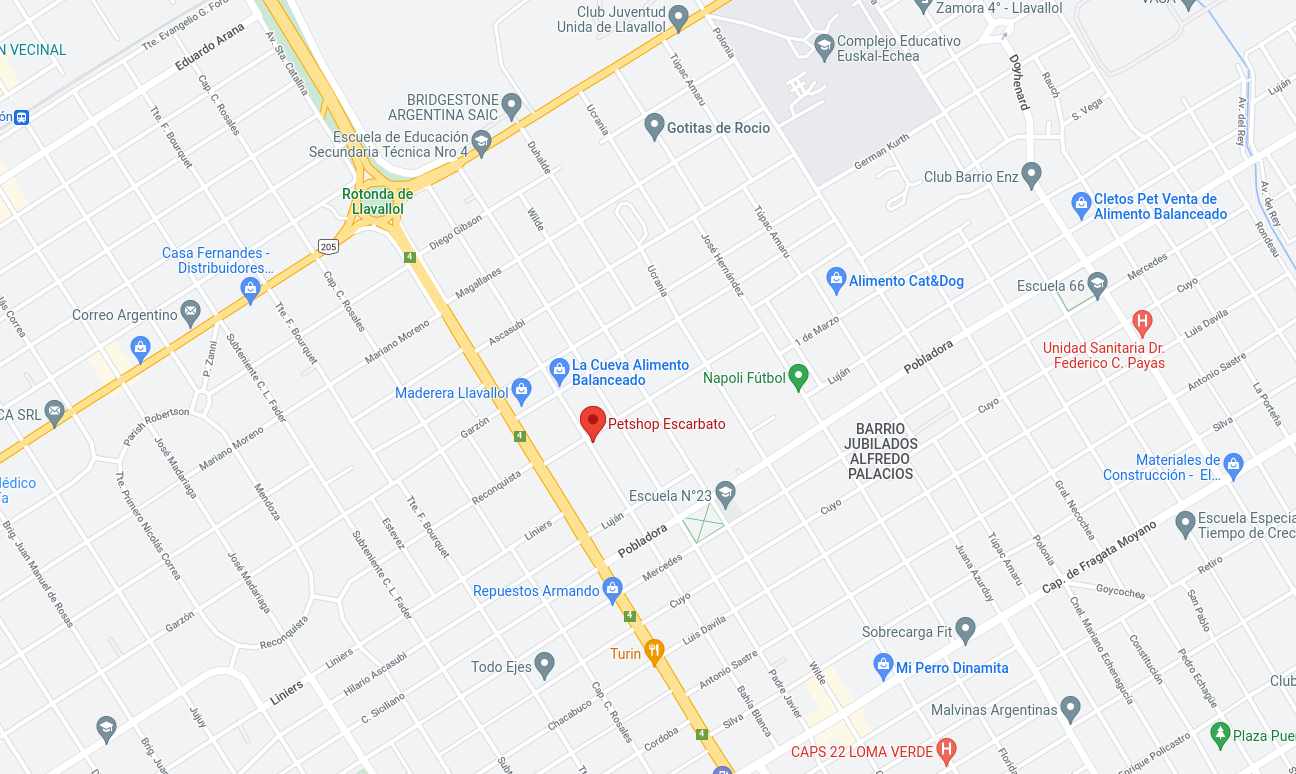 Club Juventud
Unida de Llavallol
Zamora 4° - Llavallol
Tte. Evangelio G. Ford
N VECINAL
Eduardo Arana
Av. Sta. Catalina
Polonia
Complejo Educativo
Euskal-Echea
Doyhenard
Rauch
Túpac Amaru
Cap. C. Rosales
Luján
BRIDGESTONE
ARGENTINA SAIC
S. Vega
Av. del Rey
ón
Tte. F. Bourquet
Ucrania
Gotitas de Rocio
Escuela de Educación
Secundaria Técnica Nro 4
Duhalde
German Kurth
Club Barrio Enz
Rotonda de
Llavallol
Cletos Pet Venta de
Alimento Balanceado
Av. del Rey
Wilde
Túpac Amaru
Diego Gibson
Rondeau
205
4
José Hernández
Casa Fernandes -
Distribuidores...
Mercedes
Magallanes
Ucrania
Alimento Cat&Dog
Escuela 66
Cuyo
Cap. C. Rosales
Correo Argentino
Tte. F. Bourquet
Mariano Moreno
Ascasubi
1 de Marzo
Luis Davila
Unidad Sanitaria Dr.
Federico C. Payas
P. Zanni
Subteniente C. L. Fader
Pobladora
La Cueva Alimento
Balanceado
Antonio Sastre
Napoli Fútbol
Luján
Maderera Llavallol
La Porteña
CA SRL
Parish Robertson
Cuyo
Petshop Escarbato
Garzón
4
Silva
BARRIO
JUBILADOS
ALFREDO
PALACIOS
Mariano Moreno
José Madariaga
Materiales de
Construcción - El...
Reconquista
Tte. Primero Nicolás Correa
Mendoza
Escuela N°23
Cuyo
Gral. Necochea
Tte. F. Bourquet
Liniers
Luján
Pobladora
Estevez
Escuela Especia
Tiempo de Crec
Brig. Juan Manuel de Rosas
Subteniente C. L. Fader
Polonia
Túpac Amaru
Juana Azurduy
Cap. de Fragata Moyano
Mercedes
Retiro
José Madariaga
Repuestos Armando
Goycochea
Cuyo
4
San Pablo
Cnel. Mariano Echenagucia
Garzón
Luis Davila
Sobrecarga Fit
Reconquista
Turin
Constitución
Liniers
Todo Ejes
Antonio Sastre
Wilde
Mi Perro Dinamita
Hilario Ascasubi
Pedro Echagüe
Club
Liniers
Padre Javier
Bahía Blanca
C. Siciliano
Cap. C. Rosales
Chacabuco
Malvinas Argentinas
Jujuy
Silva
4
Cordoba
CAPS 22 LOMA VERDE
Florida
Enrique Policastro
Plaza Puer
Brig. Juan
Subte